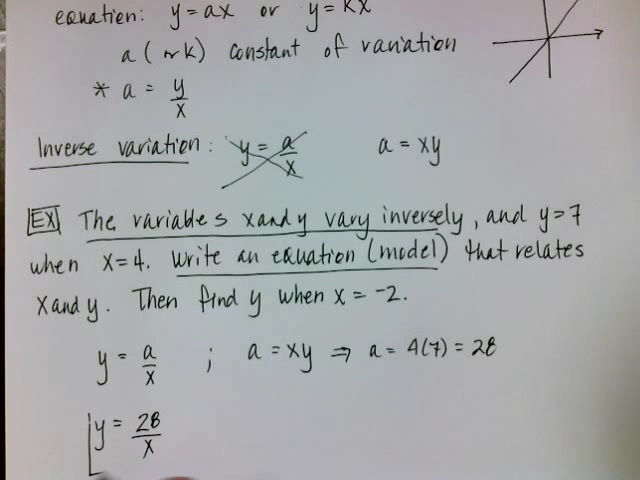 equation: y = ax or y = kx
a (or k) constant of variation
* a = y/x
Inverse variation: y = a/x a = xy
EX The variables x and y vary inversely, and y=7
when x=4. Write an equation (model) that relates
x and y. Then find y when x = -2.
y = a/x ; a = xy ⇒ a = 4(7) = 28
y = 28/x